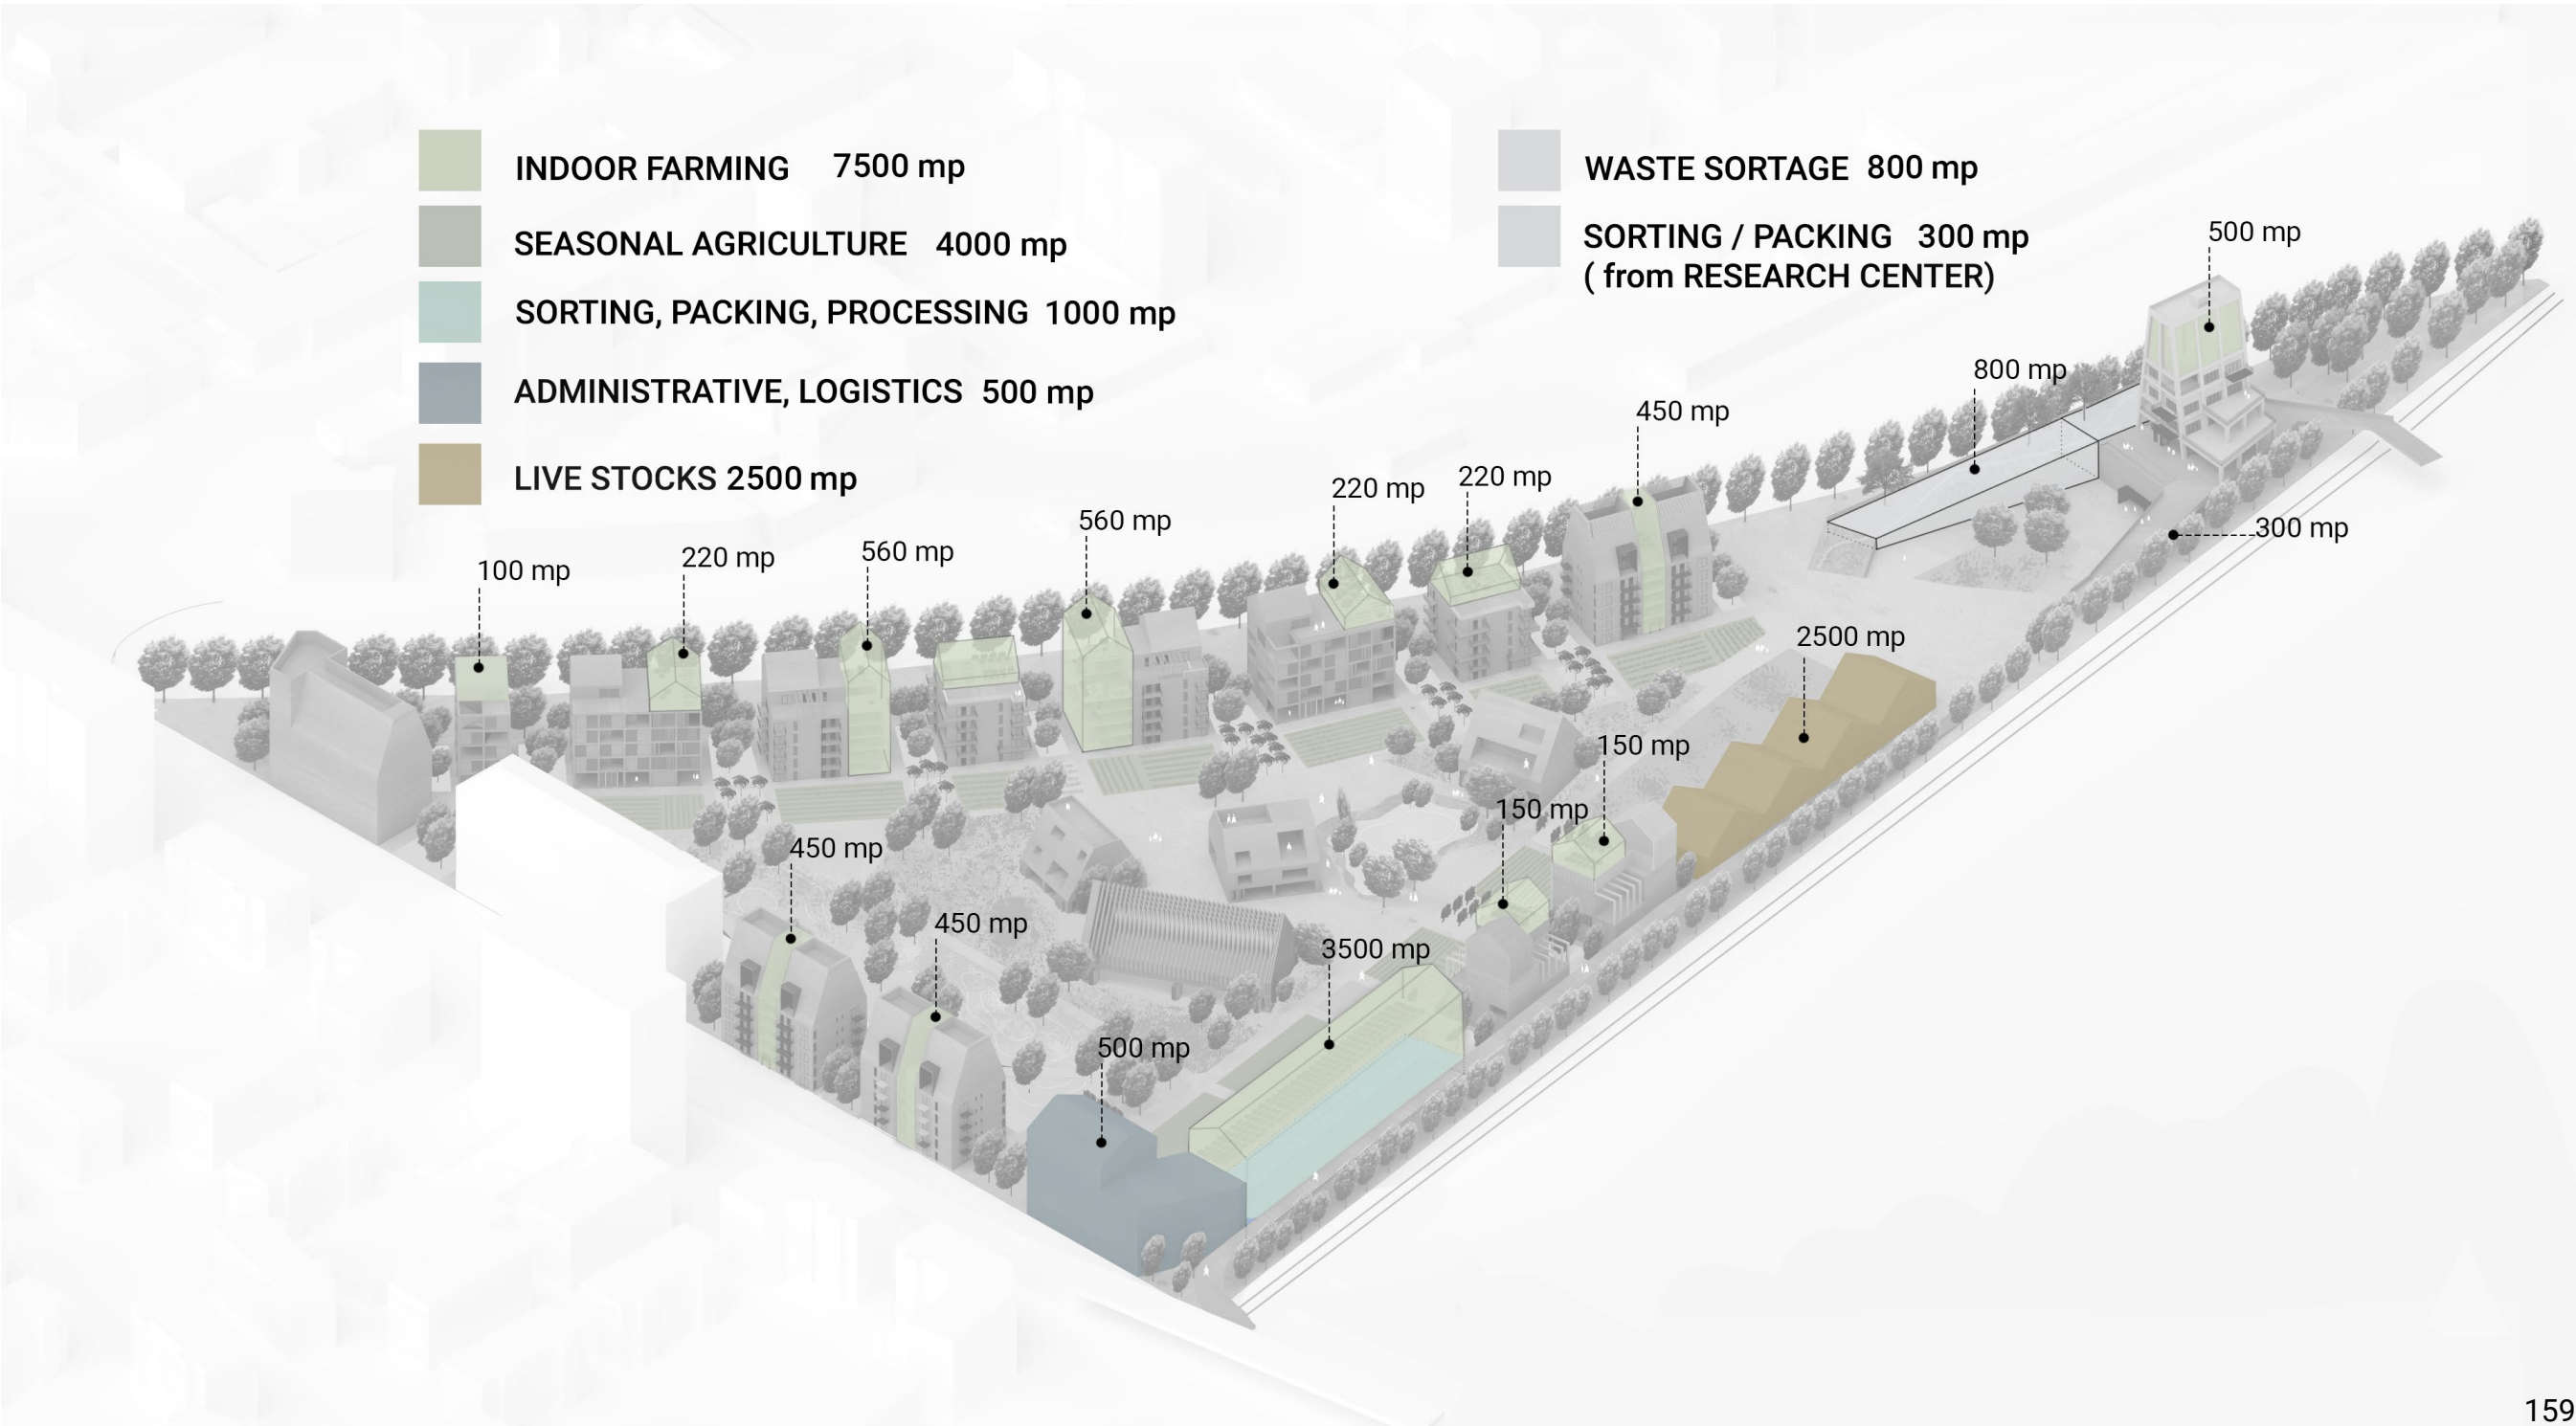 INDOOR FARMING 7500 mp
SEASONAL AGRICULTURE 4000 mp
SORTING, PACKING, PROCESSING 1000 mp
ADMINISTRATIVE, LOGISTICS 500 mp
LIVE STOCKS 2500 mp
WASTE SORTAGE 800 mp
SORTING / PACKING 300 mp
( from RESEARCH CENTER)
500 mp
800 mp
450 mp
220 mp
220 mp
560 mp
560 mp
220 mp
100 mp
300 mp
2500 mp
150 mp
150 mp
450 mp
450 mp
3500 mp
500 mp
159